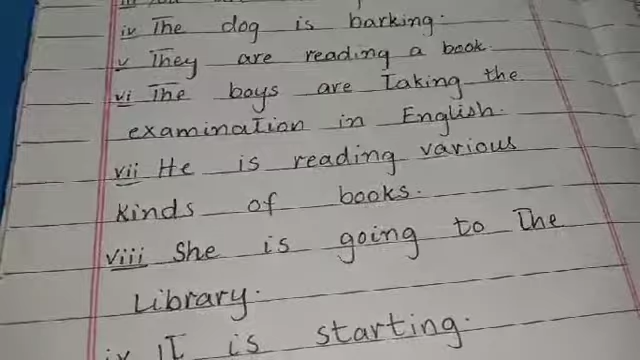 iv The dog is barking.
v They are reading a book.
vi The boys are Taking the
examination in English.
vii He is reading various
kinds of books.
viii She is going to The
Library.
iv IT is starting.